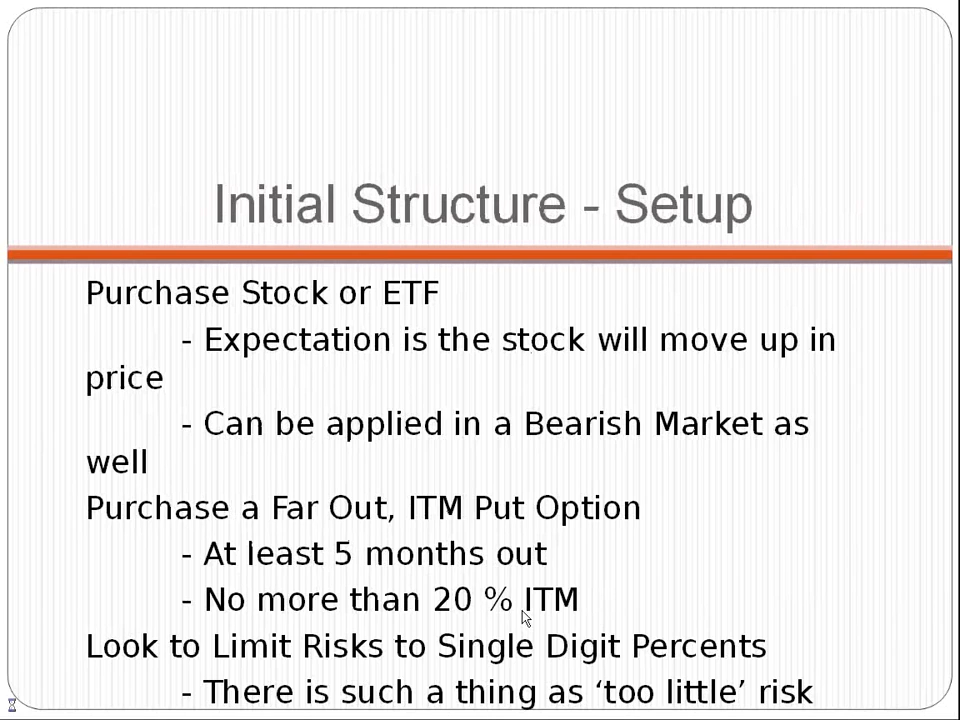 Initial Structure - Setup
Purchase Stock or ETF
- Expectation is the stock will move up in
price
- Can be applied in a Bearish Market as
well
Purchase a Far Out, ITM Put Option
- At least 5 months out
- No more than 20 % ITM
Look to Limit Risks to Single Digit Percents
- There is such a thing as ‘too little’ risk